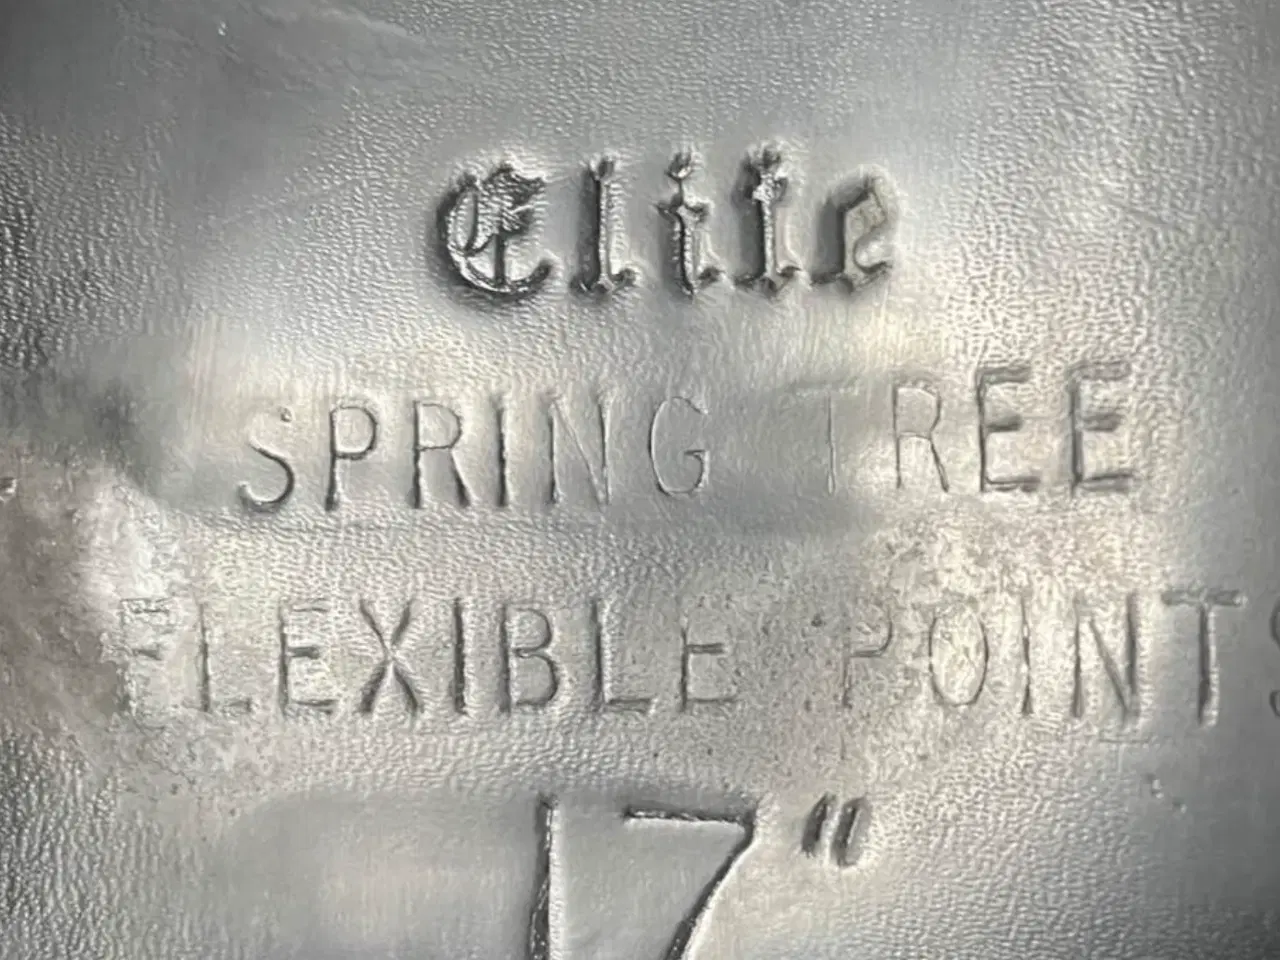 Elite
SPRING TREE
FLEXIBLE POINTS
17"